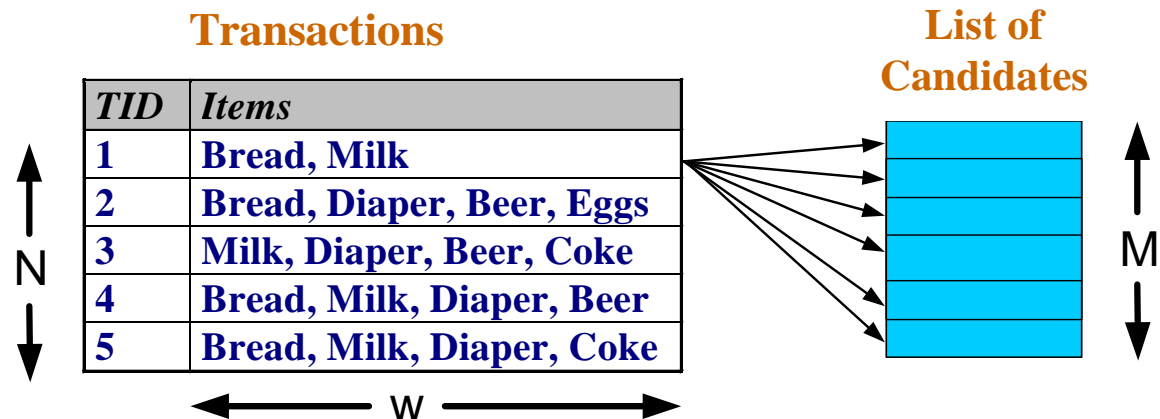 Transactions
List of
Candidates
TID Items
1 Bread, Milk
2 Bread, Diaper, Beer, Eggs
3 Milk, Diaper, Beer, Coke
4 Bread, Milk, Diaper, Beer
5 Bread, Milk, Diaper, Coke
N
M
w